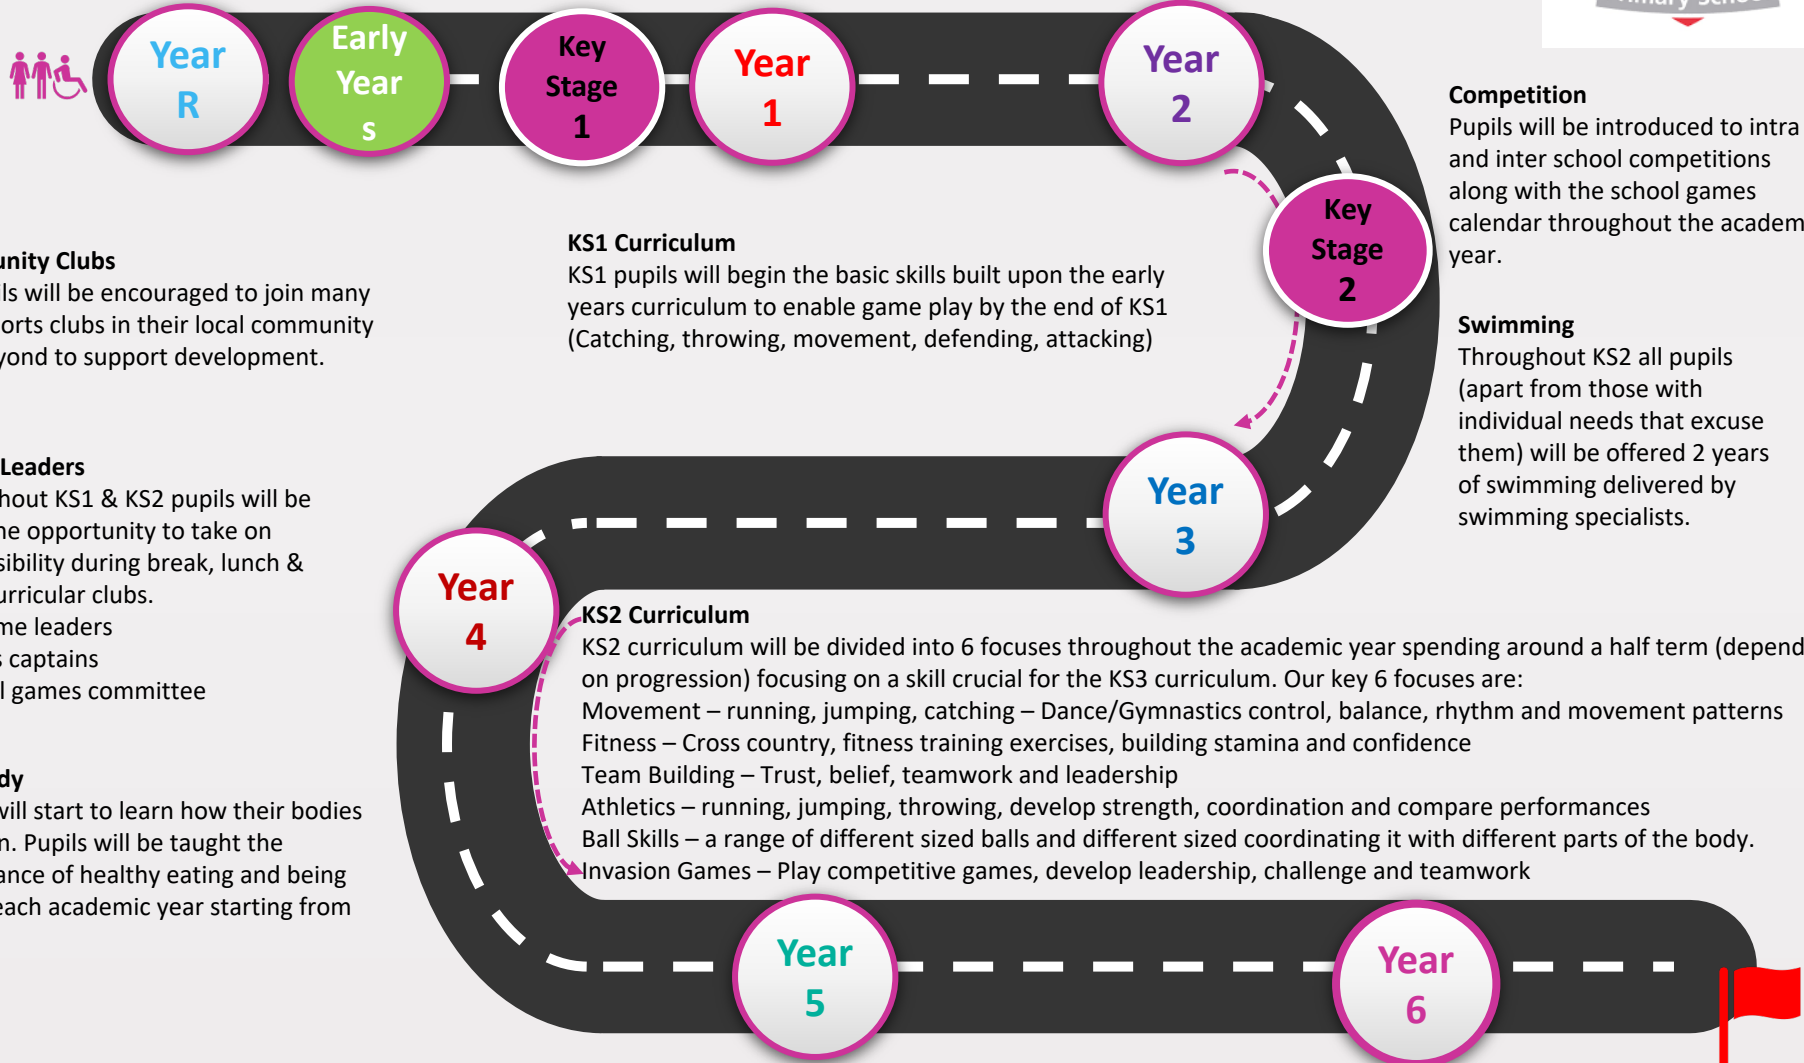 Primary School
Year
R
Early
Year
s
Key
Stage
1
Year
1
Year
2
Competition
Pupils will be introduced to intra
and inter school competitions
along with the school games
calendar throughout the academ
year.
Key
Stage
2
unity Clubs
ils will be encouraged to join many
orts clubs in their local community
yond to support development.
KS1 Curriculum
KS1 pupils will begin the basic skills built upon the early
years curriculum to enable game play by the end of KS1
(Catching, throwing, movement, defending, attacking)
Swimming
Throughout KS2 all pupils
(apart from those with
individual needs that excuse
them) will be offered 2 years
of swimming delivered by
swimming specialists.
Leaders
hout KS1 & KS2 pupils will be
he opportunity to take on
sibility during break, lunch &
urricular clubs.
me leaders
s captains
l games committee
Year
3
Year
4
KS2 Curriculum
KS2 curriculum will be divided into 6 focuses throughout the academic year spending around a half term (depend
on progression) focusing on a skill crucial for the KS3 curriculum. Our key 6 focuses are:
Movement – running, jumping, catching – Dance/Gymnastics control, balance, rhythm and movement patterns
Fitness – Cross country, fitness training exercises, building stamina and confidence
Team Building – Trust, belief, teamwork and leadership
Athletics – running, jumping, throwing, develop strength, coordination and compare performances
Ball Skills – a range of different sized balls and different sized coordinating it with different parts of the body.
Invasion Games – Play competitive games, develop leadership, challenge and teamwork
dy
will start to learn how their bodies
n. Pupils will be taught the
ance of healthy eating and being
each academic year starting from
Year
5
Year
6